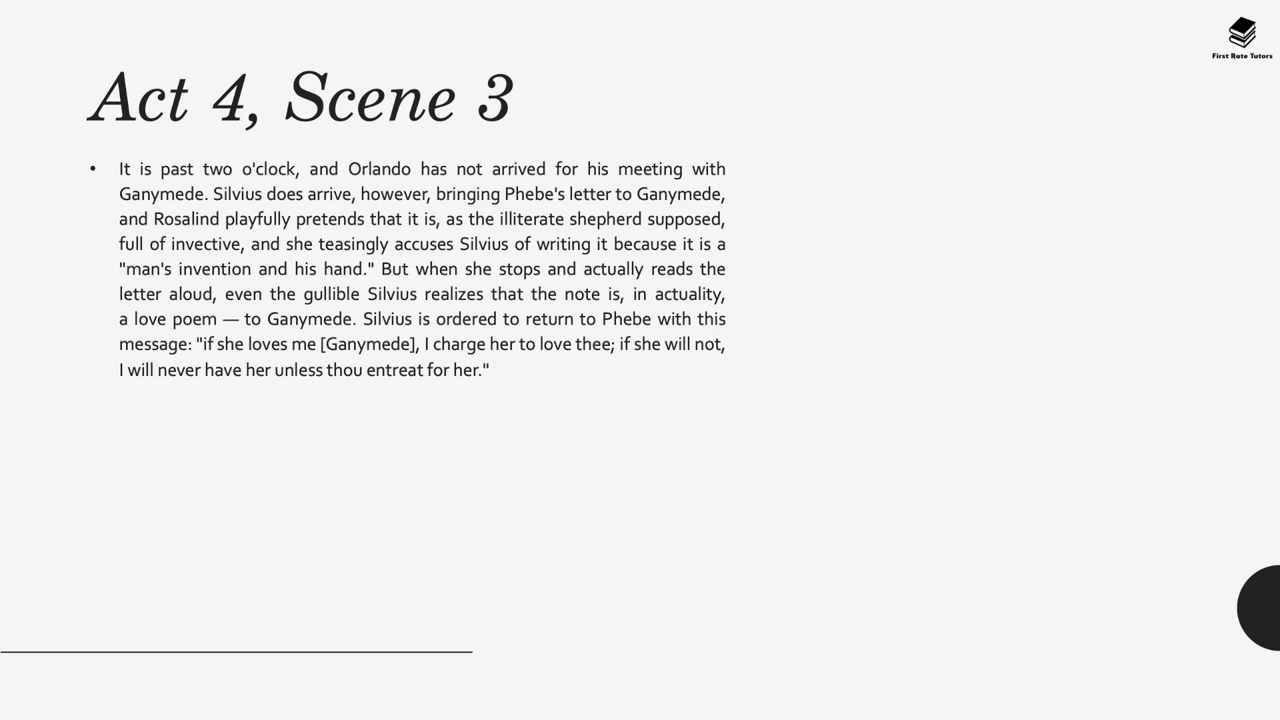 First Rate Tutors
Act 4, Scene 3
• It is past two o'clock, and Orlando has not arrived for his meeting with
Ganymede. Silvius does arrive, however, bringing Phebe's letter to Ganymede,
and Rosalind playfully pretends that it is, as the illiterate shepherd supposed,
full of invective, and she teasingly accuses Silvius of writing it because it is a
"man's invention and his hand." But when she stops and actually reads the
letter aloud, even the gullible Silvius realizes that the note is, in actuality,
a love poem — to Ganymede. Silvius is ordered to return to Phebe with this
message: "if she loves me [Ganymede], I charge her to love thee; if she will not,
I will never have her unless thou entreat for her."